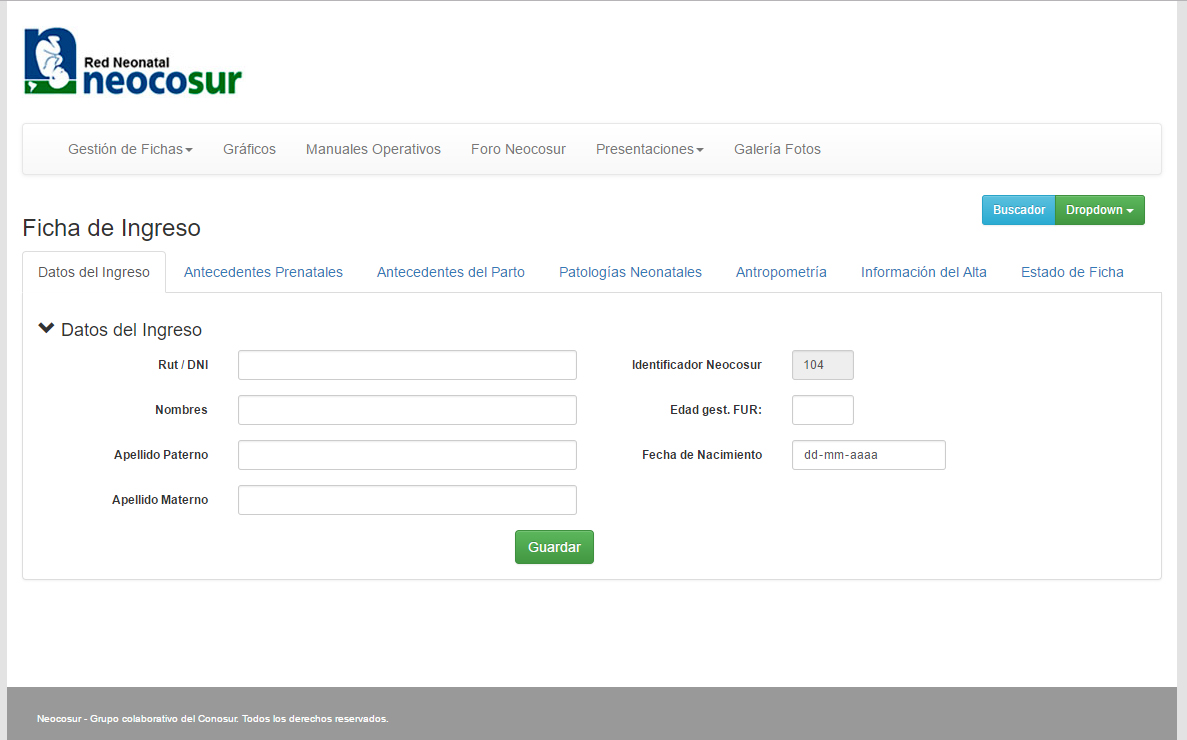 Red Neonatal
neocosur
Gestión de Fichas Gráficos Manuales Operativos Foro Neocosur Presentaciones Galería Fotos
Buscador Dropdown
Ficha de Ingreso
Datos del Ingreso Antecedentes Prenatales Antecedentes del Parto Patologías Neonatales Antropometría Información del Alta Estado de Ficha
Datos del Ingreso
Rut / DNI Identificador Neocosur 104
Nombres Edad gest. FUR:
Apellido Paterno Fecha de Nacimiento dd-mm-aaaa
Apellido Materno
Guardar
Neocosur - Grupo colaborativo del Conosur. Todos los derechos reservados.